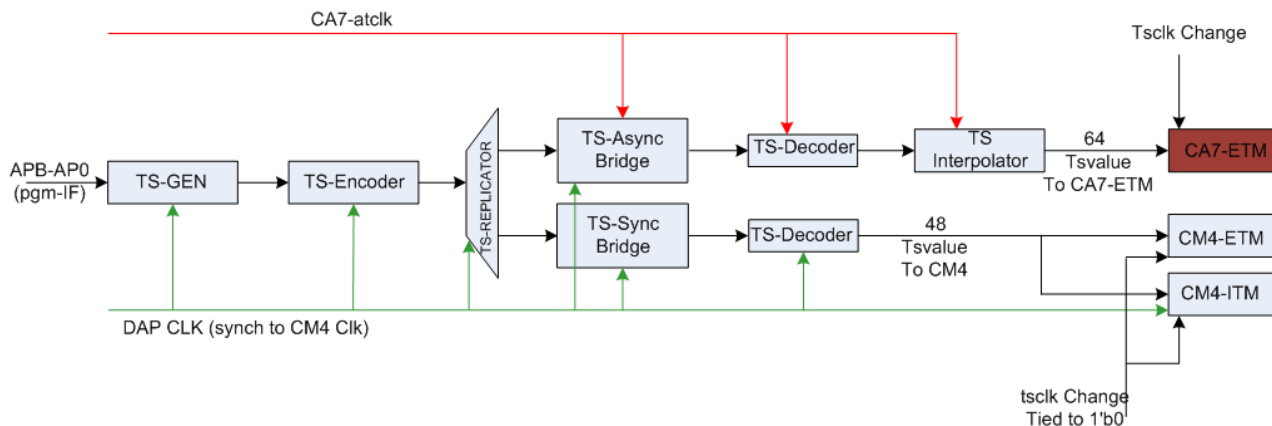 CA7-atclk
Tsclk Change
APB-AP0
(pgm-IF)
TS-GEN
TS-Encoder
TS-REPLICATOR
TS-Async
Bridge
TS-Decoder
TS
Interpolator
64
Tsvalue
To CA7-ETM
CA7-ETM
TS-Sync
Bridge
TS-Decoder
48
Tsvalue
To CM4
CM4-ETM
CM4-ITM
DAP CLK (synch to CM4 Clk)
tsclk Change
Tied to 1'b0